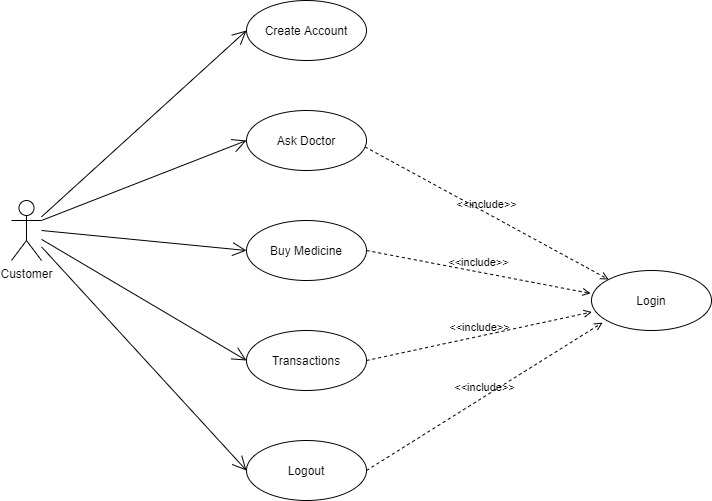 Create Account
Ask Doctor
<<include>>
Customer
Buy Medicine
<<include>>
Login
Transactions
<<include>>
<<include>>
Logout